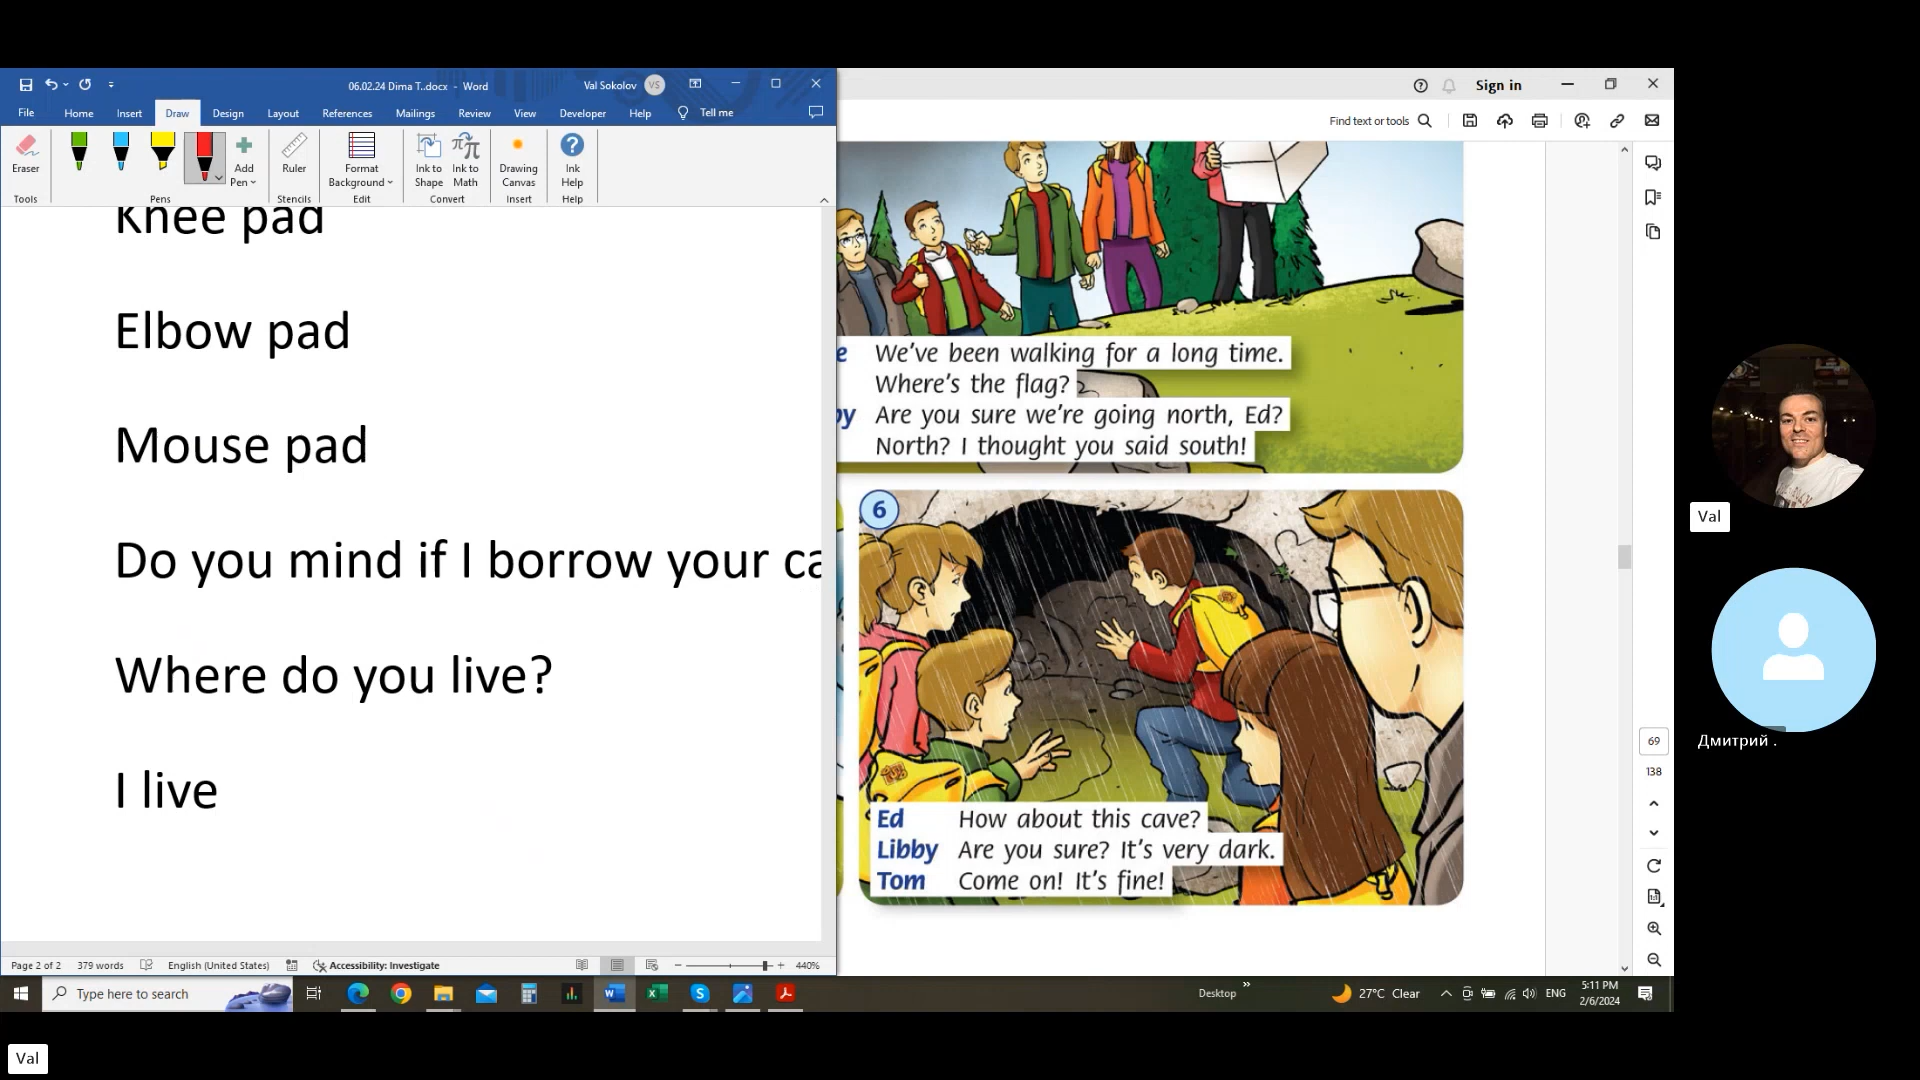 06.02.24 Dima T..docx - Word
Val Sokolov
VS
File
Home
Insert
Draw
Design
Layout
References
Mailings
Review
View
Developer
Help
Tell me
Eraser
Add
Pen
Ruler
Format
Background
Ink to
Shape
Ink to
Math
Drawing
Canvas
Ink
Help
Tools
Pens
Stencils
Edit
Convert
Insert
Help
Knee pad
Elbow pad
Mouse pad
Do you mind if I borrow your ca
Where do you live?
I live
Page 2 of 2
379 words
English (United States)
Accessibility: Investigate
440%
Sign in
Find text or tools
e We've been walking for a long time.
Where's the flag?
by Are you sure we're going north, Ed?
North? I thought you said south!
6
Ed How about this cave?
Libby Are you sure? It's very dark.
Tom Come on! It's fine!
69
138
Type here to search
Desktop
27°C Clear
ENG
5:11 PM
2/6/2024
Val
Дмитрий .
Val